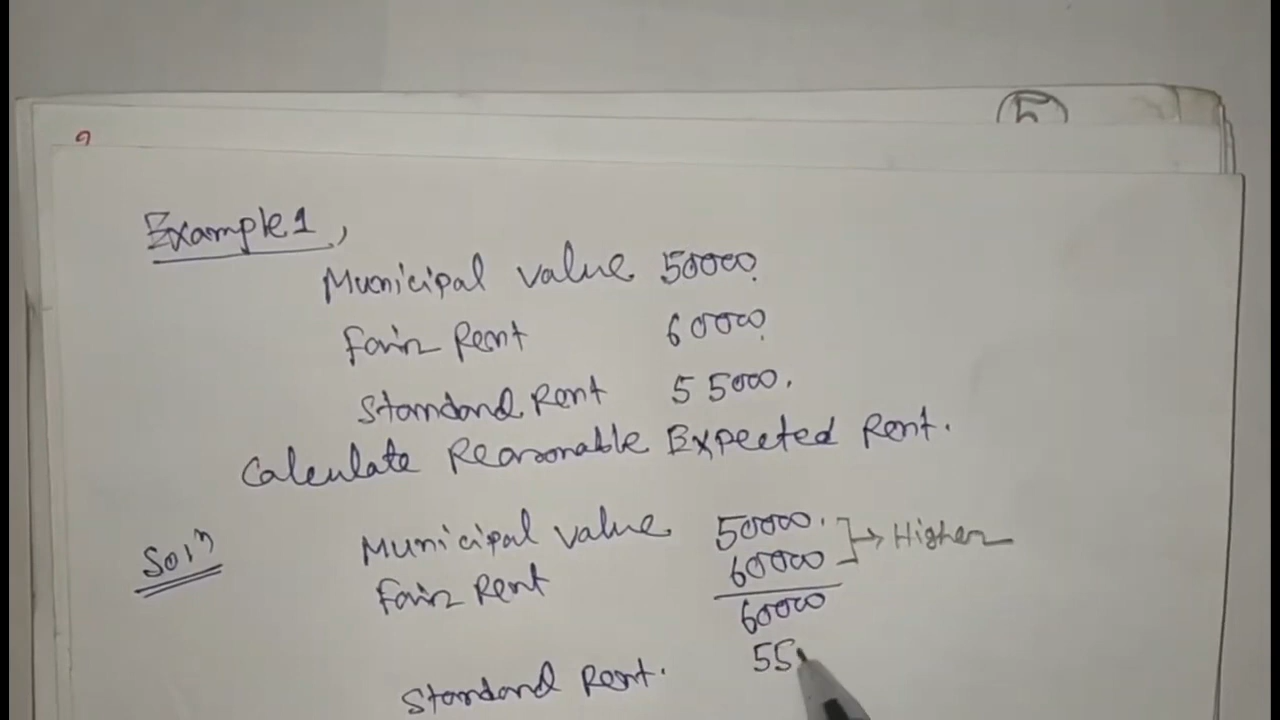 5
Example 1,
Municipal value 50000.
Fair Rent 60000.
Standard Rent 55000.
Calculate Reasonable Expected Rent.
Soln
Municipal value 50000. → Higher
Fair Rent 60000
60000
Standard Rent. 55